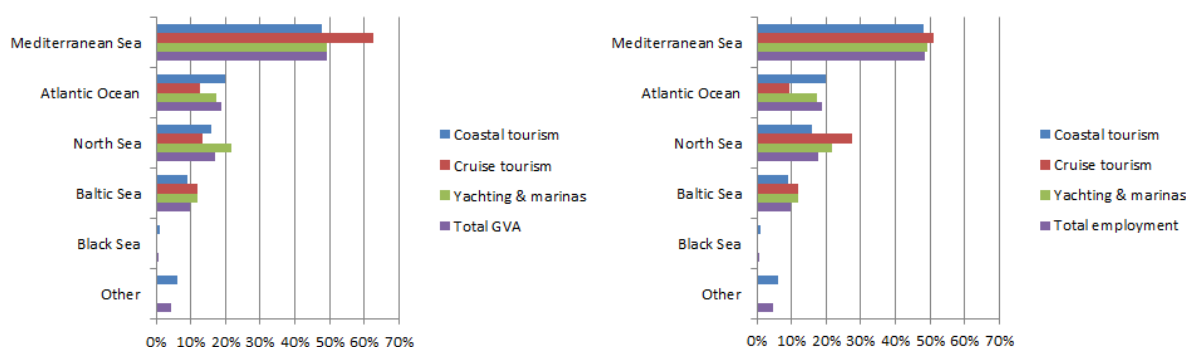 Mediterranean Sea
Atlantic Ocean
North Sea
Baltic Sea
Black Sea
Other
0% 10% 20% 30% 40% 50% 60% 70%
Coastal tourism
Cruise tourism
Yachting & marinas
Total GVA
Mediterranean Sea
Atlantic Ocean
North Sea
Baltic Sea
Black Sea
Other
0% 10% 20% 30% 40% 50% 60% 70%
Coastal tourism
Cruise tourism
Yachting & marinas
Total employment